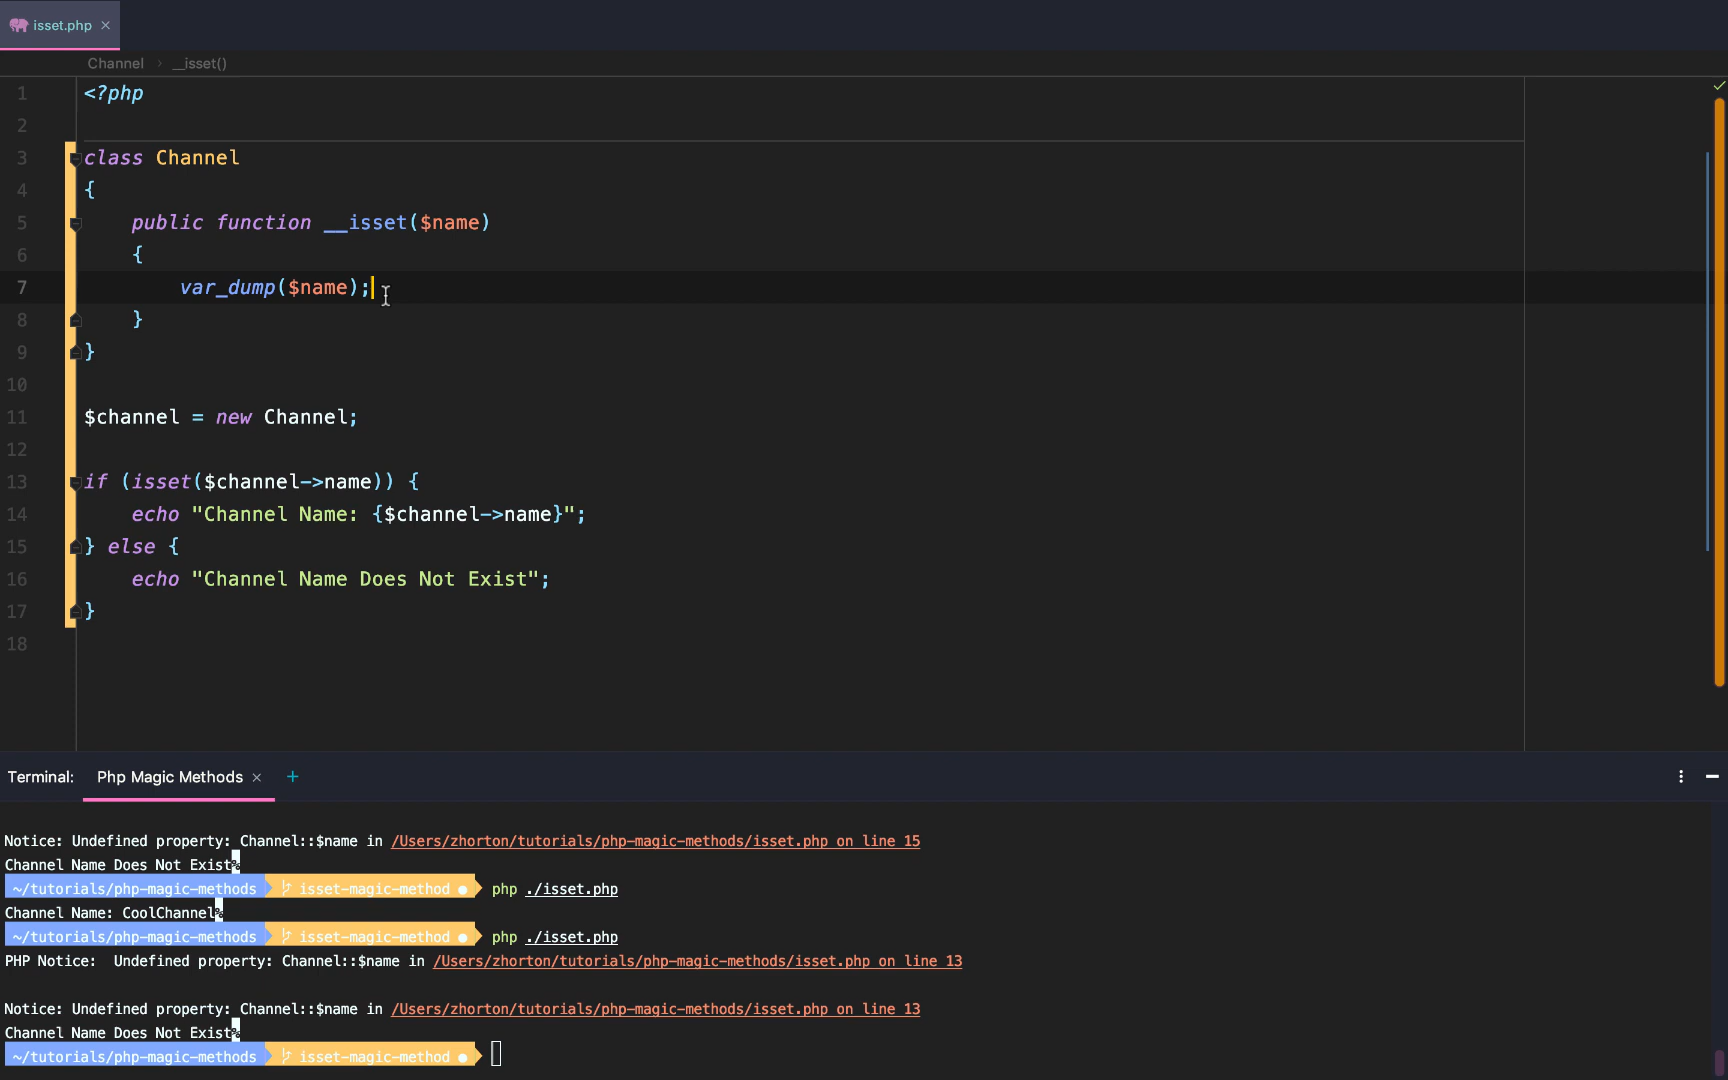 isset.php ×
Channel › __isset()
1 <?php
2
3 class Channel
4 {
5 public function __isset($name)
6 {
7 var_dump($name);
8 }
9 }
10
11 $channel = new Channel;
12
13 if (isset($channel->name)) {
14 echo "Channel Name: {$channel->name}";
15 } else {
16 echo "Channel Name Does Not Exist";
17 }
18
Terminal: Php Magic Methods × +
Notice: Undefined property: Channel::$name in /Users/zhorton/tutorials/php-magic-methods/isset.php on line 15
Channel Name Does Not Exist%
~/tutorials/php-magic-methods isset-magic-method ● php ./isset.php
Channel Name: CoolChannel%
~/tutorials/php-magic-methods isset-magic-method ● php ./isset.php
PHP Notice:  Undefined property: Channel::$name in /Users/zhorton/tutorials/php-magic-methods/isset.php on line 13
Notice: Undefined property: Channel::$name in /Users/zhorton/tutorials/php-magic-methods/isset.php on line 13
Channel Name Does Not Exist%
~/tutorials/php-magic-methods isset-magic-method ●